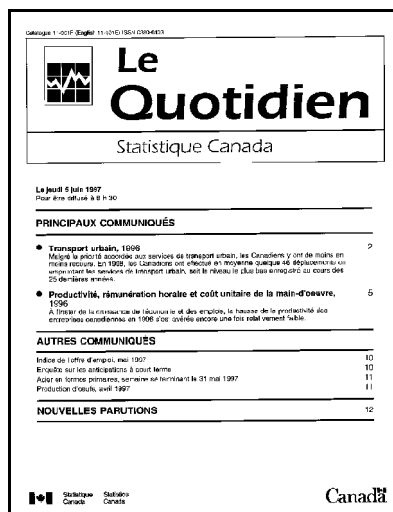 Catalogue 11-001F (English 11-001E) ISSN 0380-6103
Le
Quotidien
Statistique Canada
Le jeudi 5 juin 1997
Pour être diffusé à 8 h 30
PRINCIPAUX COMMUNIQUÉS
• Transport urbain, 1996 2
Malgré la priorité accordée aux services de transport urbain, les Canadiens y ont de moins en
moins recours. En 1996, les Canadiens ont effectué en moyenne quelque 46 déplacements en
empruntant les services de transport urbain, soit le niveau le plus bas enregistré au cours des
25 dernières années.
• Productivité, rémunération horaire et coût unitaire de la main-d'oeuvre, 5
1996
À l'instar de la croissance de l'économie et des emplois, la hausse de la productivité des
entreprises canadiennes en 1996 s'est avérée encore une fois relativement faible.
AUTRES COMMUNIQUÉS
Indice de l'offre d'emploi, mai 1997 10
Enquête sur les anticipations à court terme 10
Acier en formes primaires, semaine se terminant le 31 mai 1997 11
Production d'oeufs, avril 1997 11
NOUVELLES PARUTIONS 12
Statistique Statistics
Canada Canada
Canada